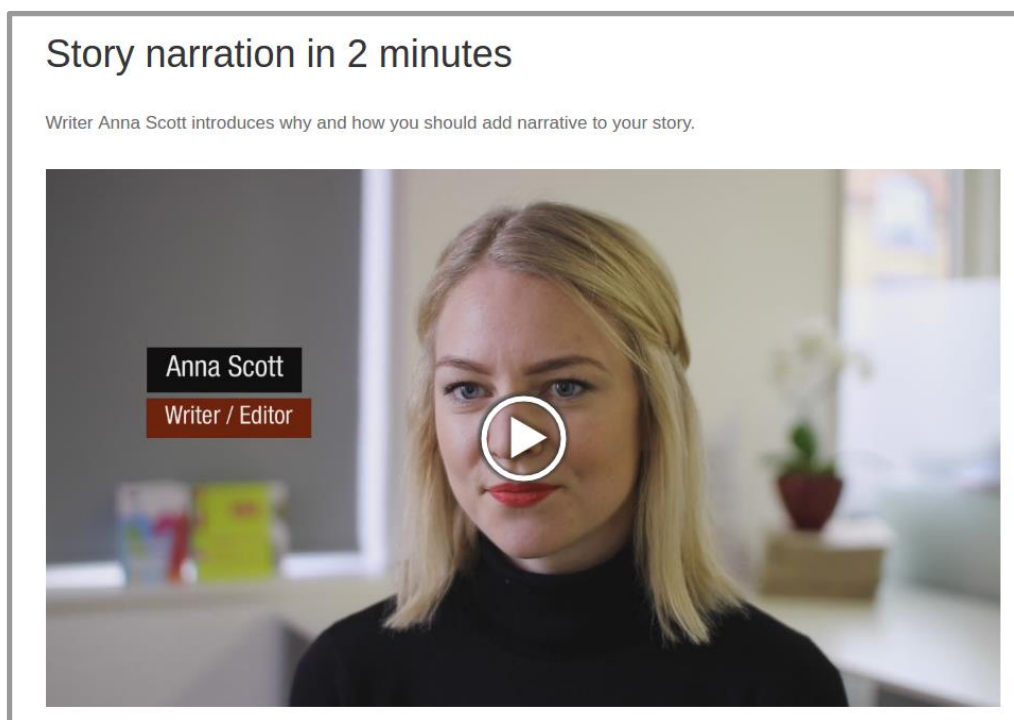 Story narration in 2 minutes
Writer Anna Scott introduces why and how you should add narrative to your story.
Anna Scott
Writer / Editor